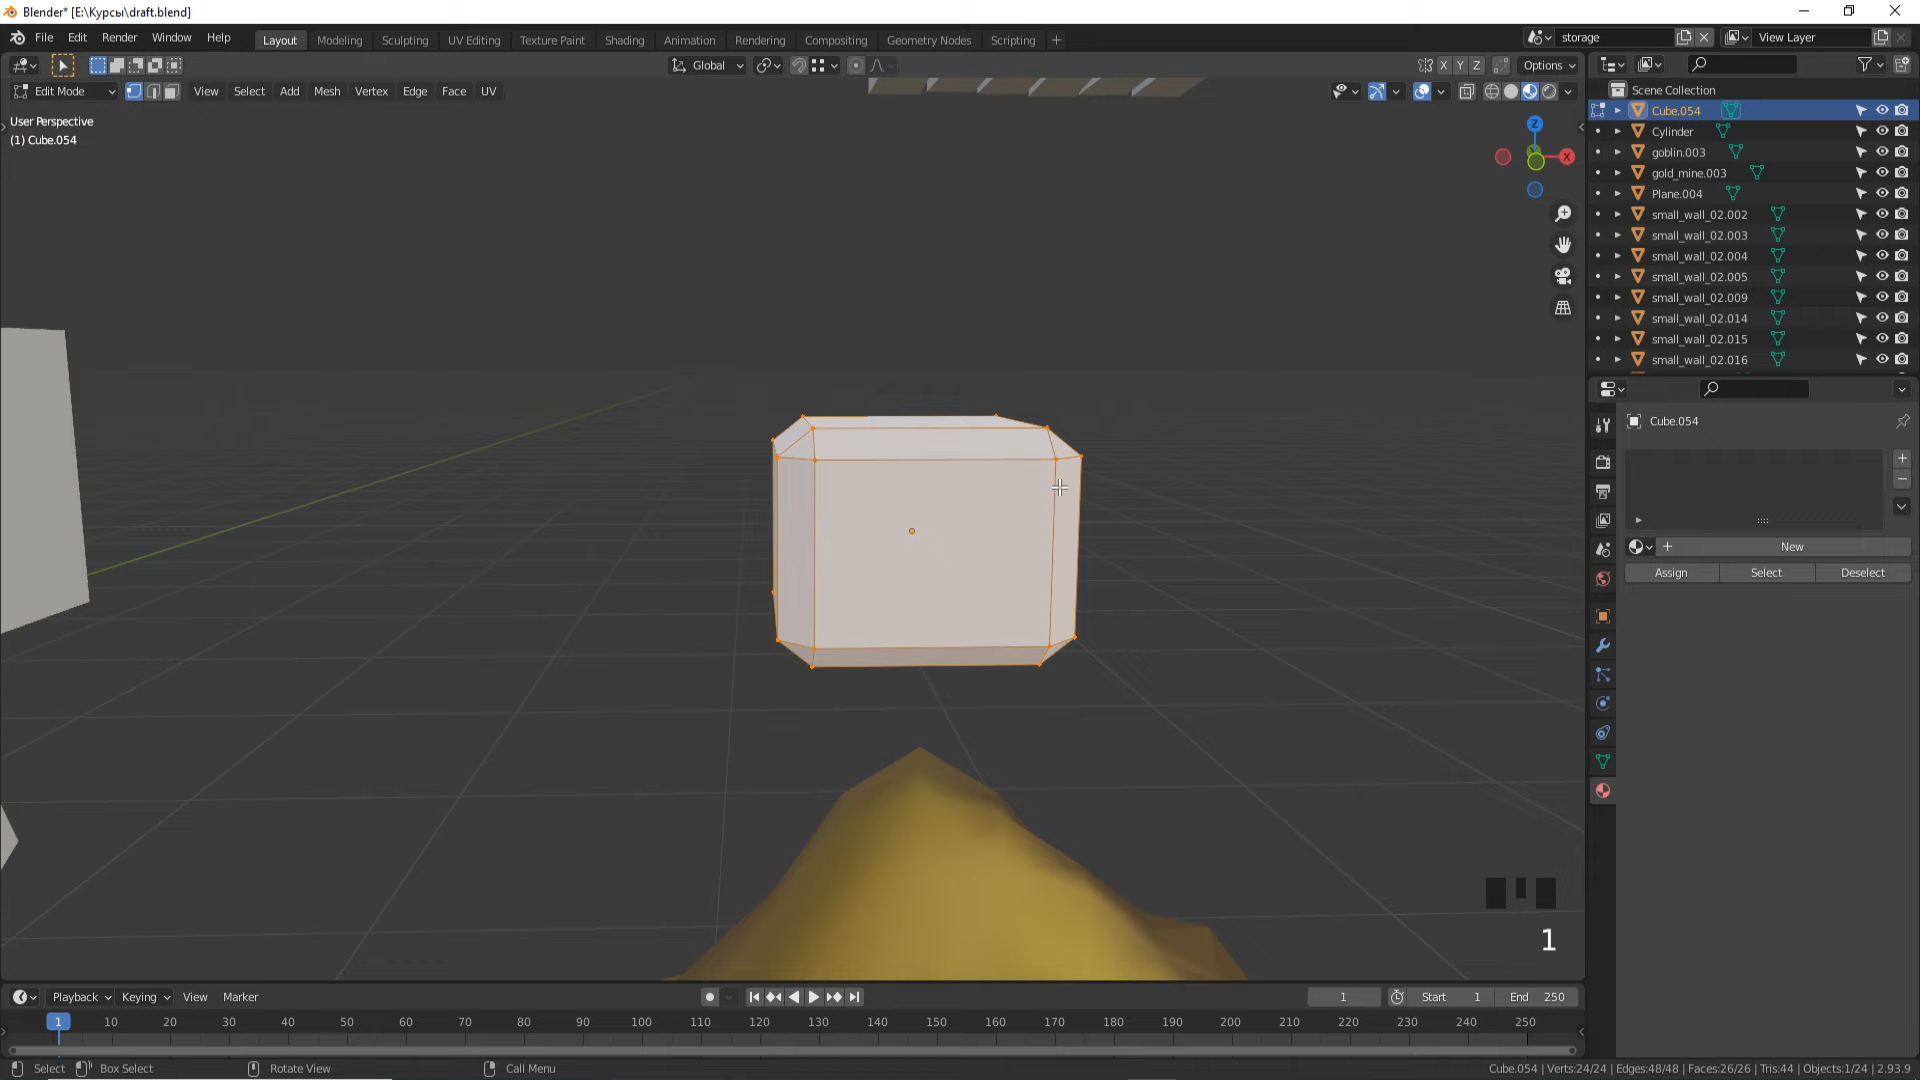 Blender* [E:\Курсы\draft.blend]
File Edit Render Window Help Layout Modeling Sculpting UV Editing Texture Paint Shading Animation Rendering Compositing Geometry Nodes Scripting + storage View Layer
Global X Y Z Options
Edit Mode View Select Add Mesh Vertex Edge Face UV
User Perspective
(1) Cube.054
Z
X
Scene Collection
Cube.054
Cylinder
goblin.003
gold_mine.003
Plane.004
small_wall_02.002
small_wall_02.003
small_wall_02.004
small_wall_02.005
small_wall_02.009
small_wall_02.014
small_wall_02.015
small_wall_02.016
Cube.054
+ New
Assign Select Deselect
1
Playback Keying View Marker 1 Start 1 End 250
1 10 20 30 40 50 60 70 80 90 100 110 120 130 140 150 160 170 180 190 200 210 220 230 240 250
Select Box Select Rotate View Call Menu Cube.054 | Verts:24/24 | Edges:48/48 | Faces:26/26 | Tris:44 | Objects:1/24 | 2.93.9